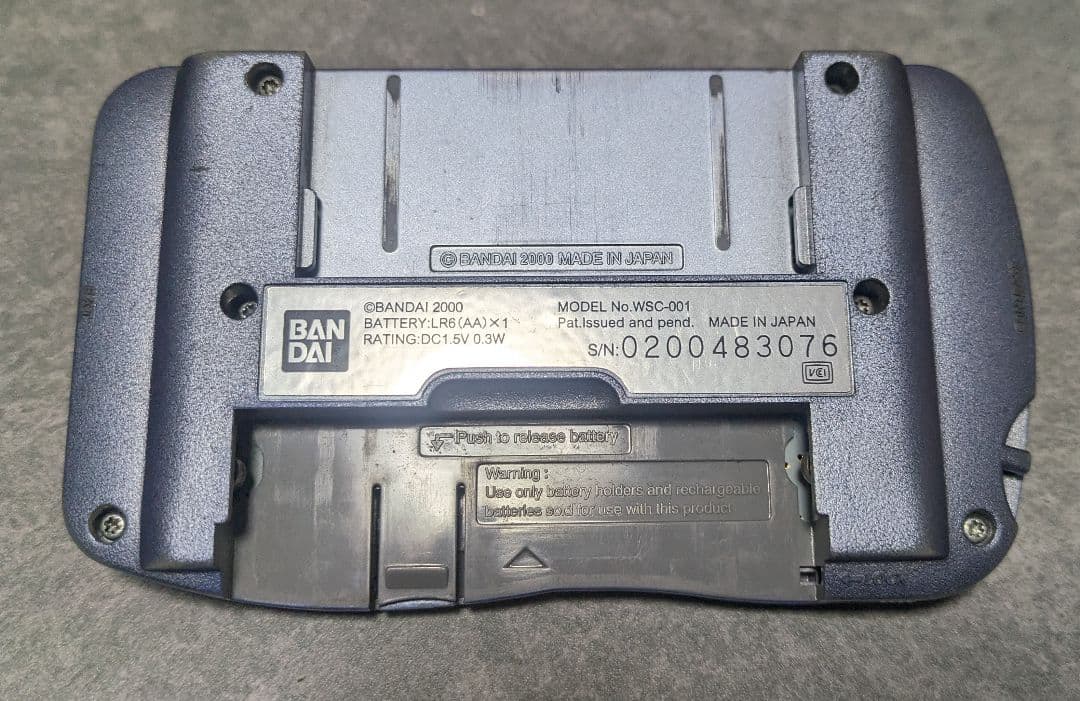 © BANDAI 2000 MADE IN JAPAN
BAN
DAI
©BANDAI 2000
BATTERY:LR6(AA)×1
RATING:DC1.5V 0.3W
MODEL No.WSC-001
Pat.Issued and pend. MADE IN JAPAN
S/N:0200483076
VCI
Push to release battery
Warning :
Use only battery holders and rechargeable
batteries sold for use with this product